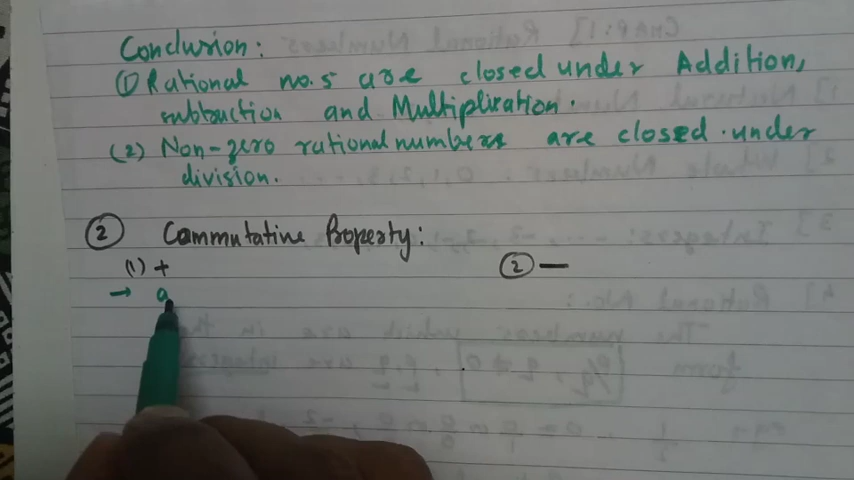 Conclusion:
(1) Rational no.s are closed under Addition,
subtraction and Multiplication.
(2) Non-zero rational numbers are closed under
division.
② Commutative Property:
(1) +
② —
→ a